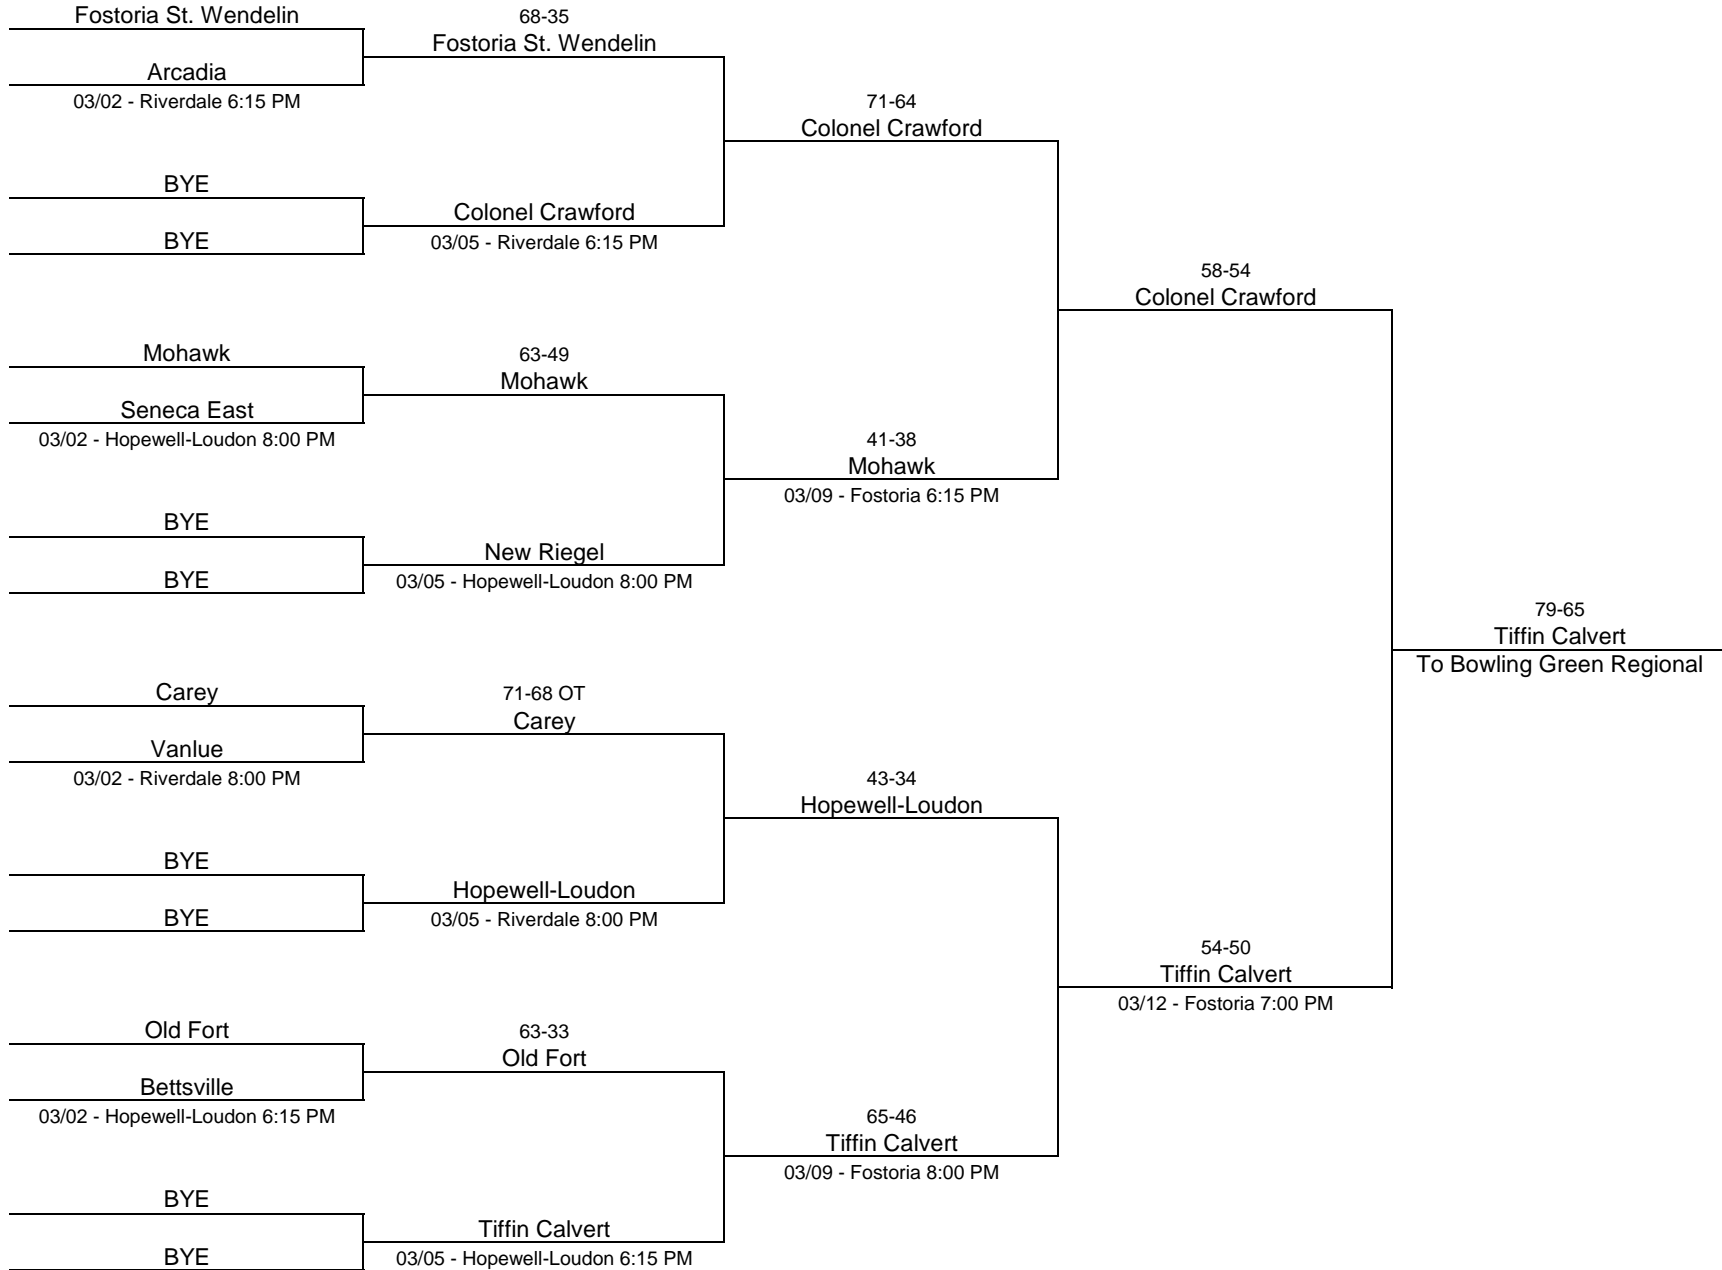 Fostoria St. Wendelin
Arcadia
03/02 - Riverdale 6:15 PM
BYE
BYE
Mohawk
Seneca East
03/02 - Hopewell-Loudon 8:00 PM
BYE
BYE
Carey
Vanlue
03/02 - Riverdale 8:00 PM
BYE
BYE
Old Fort
Bettsville
03/02 - Hopewell-Loudon 6:15 PM
BYE
BYE
68-35
Fostoria St. Wendelin
Colonel Crawford
03/05 - Riverdale 6:15 PM
63-49
Mohawk
New Riegel
03/05 - Hopewell-Loudon 8:00 PM
71-68 OT
Carey
Hopewell-Loudon
03/05 - Riverdale 8:00 PM
63-33
Old Fort
Tiffin Calvert
03/05 - Hopewell-Loudon 6:15 PM
71-64
Colonel Crawford
41-38
Mohawk
03/09 - Fostoria 6:15 PM
43-34
Hopewell-Loudon
65-46
Tiffin Calvert
03/09 - Fostoria 8:00 PM
58-54
Colonel Crawford
54-50
Tiffin Calvert
03/12 - Fostoria 7:00 PM
79-65
Tiffin Calvert
To Bowling Green Regional